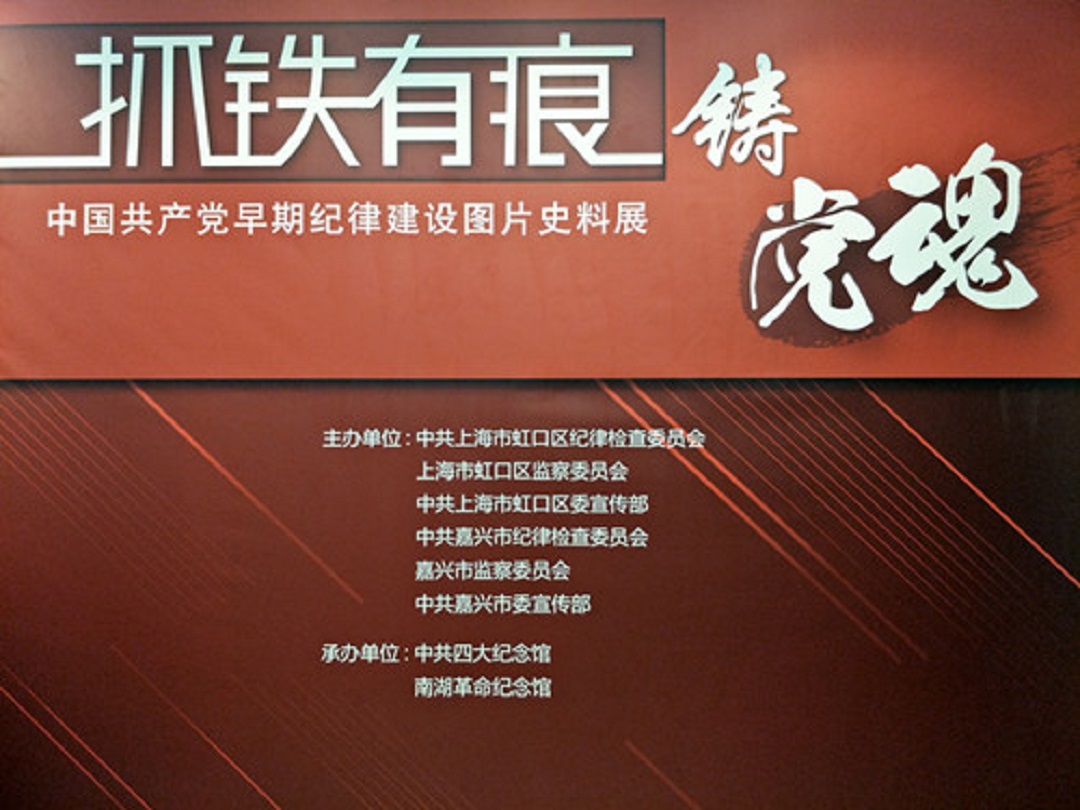 抓铁有痕 铸
党魂
中国共产党早期纪律建设图片史料展
主办单位：中共上海市虹口区纪律检查委员会
上海市虹口区监察委员会
中共上海市虹口区委宣传部
中共嘉兴市纪律检查委员会
嘉兴市监察委员会
中共嘉兴市委宣传部
承办单位：中共四大纪念馆
南湖革命纪念馆